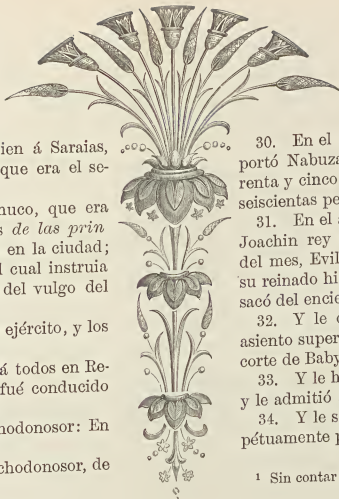 ien á Saraias,
que era el se-
nuco, que era
s de las prin
en en la ciudad;
l cual instruia
del vulgo del
ejército, y los
á todos en Re-
fué conducido
hodonosor: En
chodonosor, de
30. En el
portó Nabuza
renta y cinco
seiscientas pe
31. En el a
Joachin rey
del mes, Evil
su reinado hi
sacó del encie
32. Y le c
asiento super
corte de Baby
33. Y le h
y le admitió
34. Y le s
pétuamente p
1 Sin contar